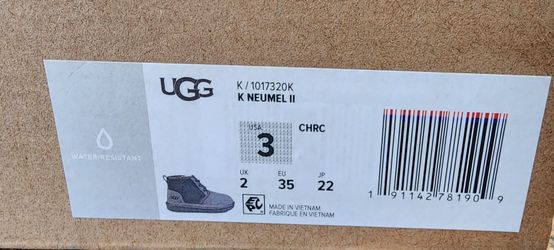 UGG
K / 1017320K
K NEUMEL II
USA
3
CHRC
UK EU JP
2 35 22
WATER-RESISTANT
MADE IN VIETNAM
FABRIQUE EN VIETNAM
1 91142 78190 9